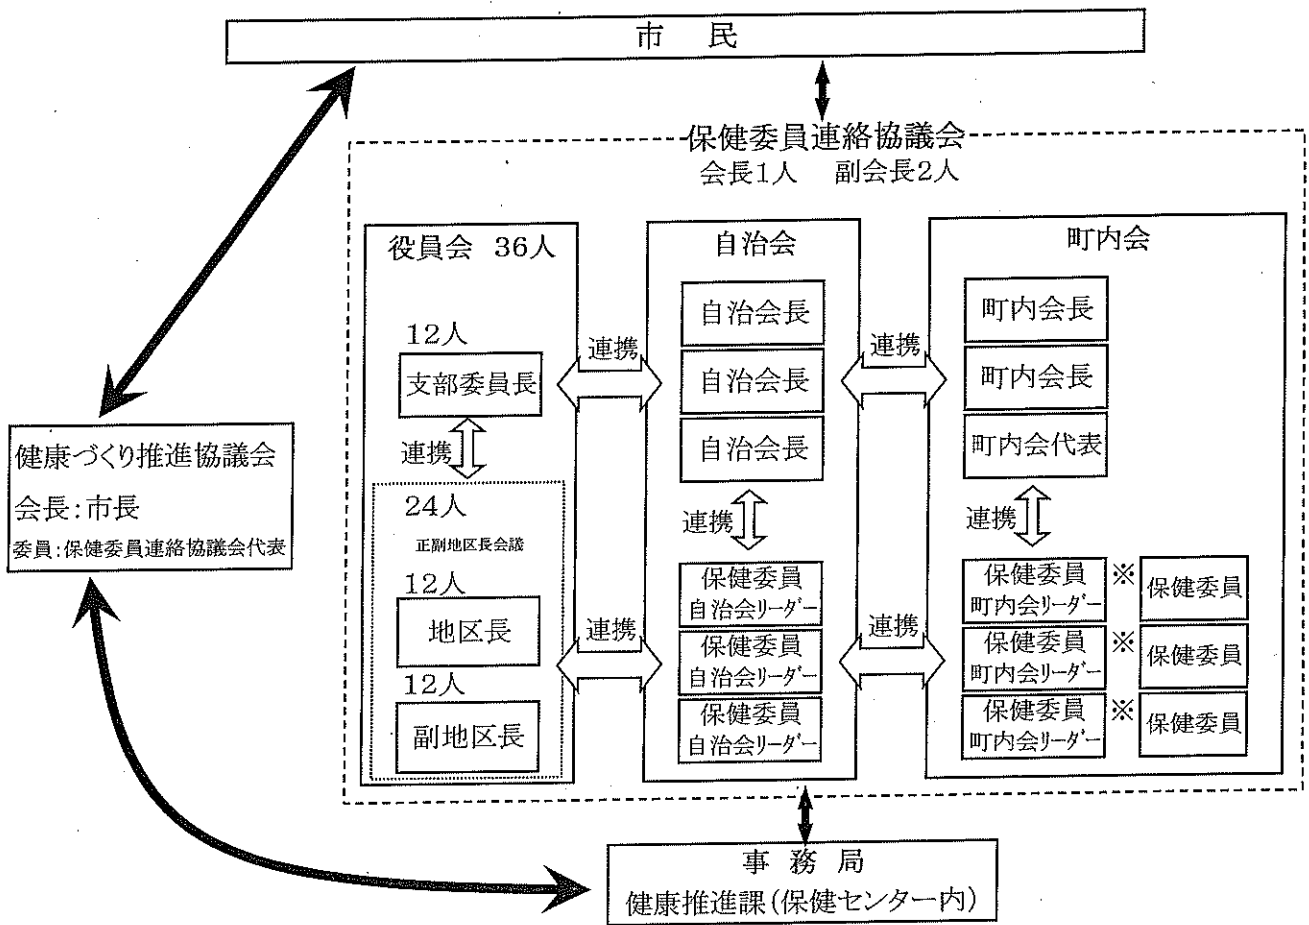 市 民
保健委員連絡協議会
会長1人 副会長2人
役員会 36人
12人
支部委員長
連携
24人
正副地区長会議
12人
地区長
12人
副地区長
連携
連携
自治会
自治会長
自治会長
自治会長
連携
保健委員
自治会リーダー
保健委員
自治会リーダー
保健委員
自治会リーダー
連携
連携
町内会
町内会長
町内会長
町内会代表
連携
保健委員
町内会リーダー
※
保健委員
保健委員
町内会リーダー
※
保健委員
保健委員
町内会リーダー
※
保健委員
健康づくり推進協議会
会長:市長
委員:保健委員連絡協議会代表
事 務 局
健康推進課(保健センター内)